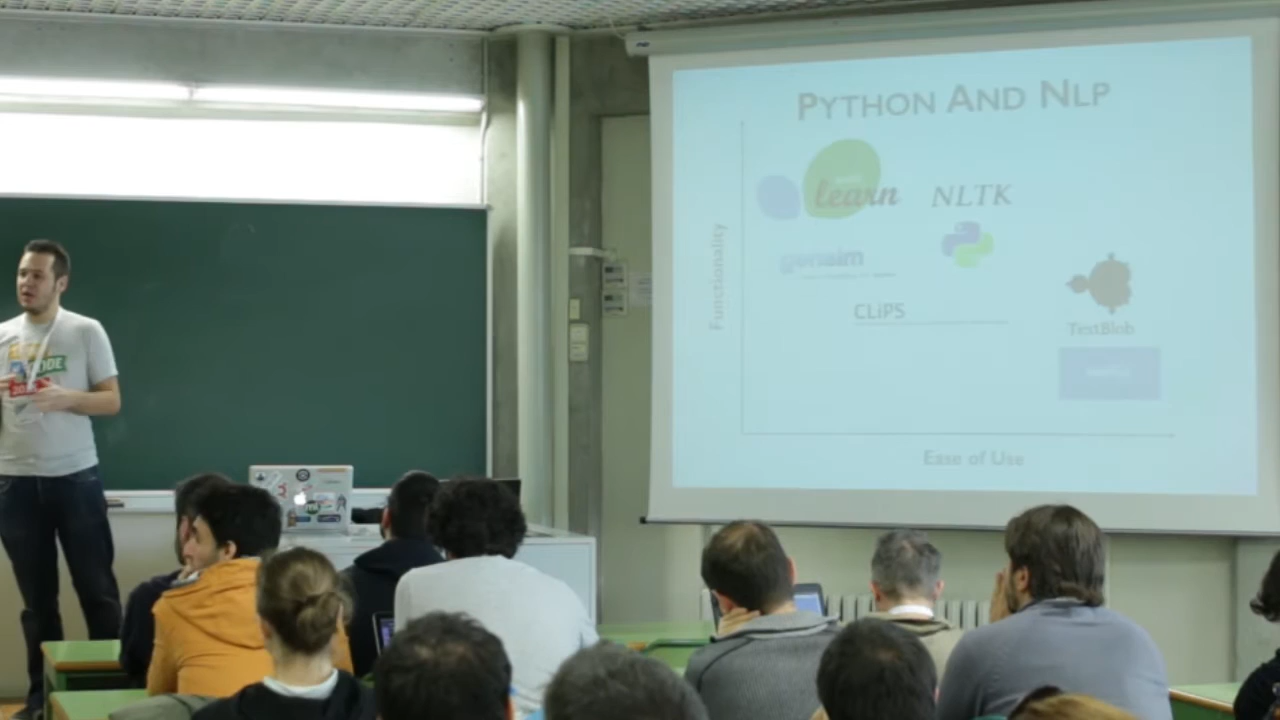 PYTHON AND NLP
Functionality
learn
NLTK
gensim
CLiPS
TextBlob
Ease of Use